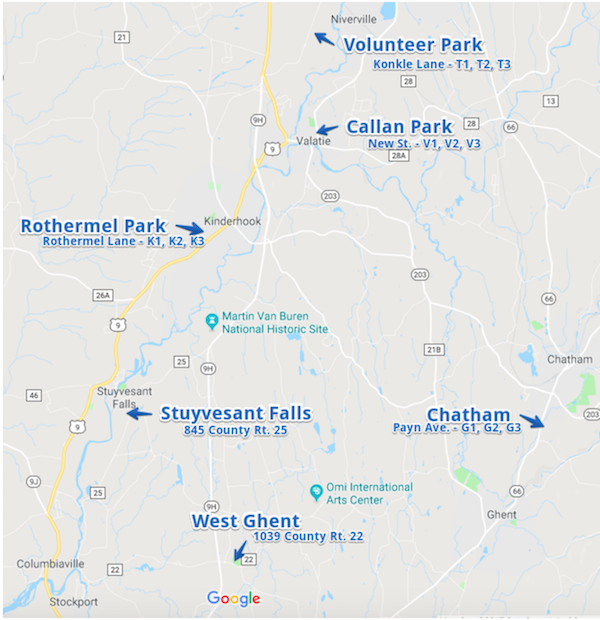 Niverville
21
Volunteer Park
Konkle Lane - T1, T2, T3
28
13
9H
Callan Park
28
66
New St. - V1, V2, V3
Valatie
9
28A
203
Rothermel Park
Kinderhook
Rothermel Lane - K1, K2, K3
203
26A
66
Martin Van Buren
National Historic Site
9
21B
25
Chatham
9H
46
Stuyvesant
Falls
Stuyvesant Falls
845 County Rt. 25
Chatham
203
Payn Ave. - G1, G2, G3
9
9J
25
Omi International
Arts Center
66
9H
Ghent
West Ghent
1039 County Rt. 22
22
Columbiaville
22
Google
Stockport